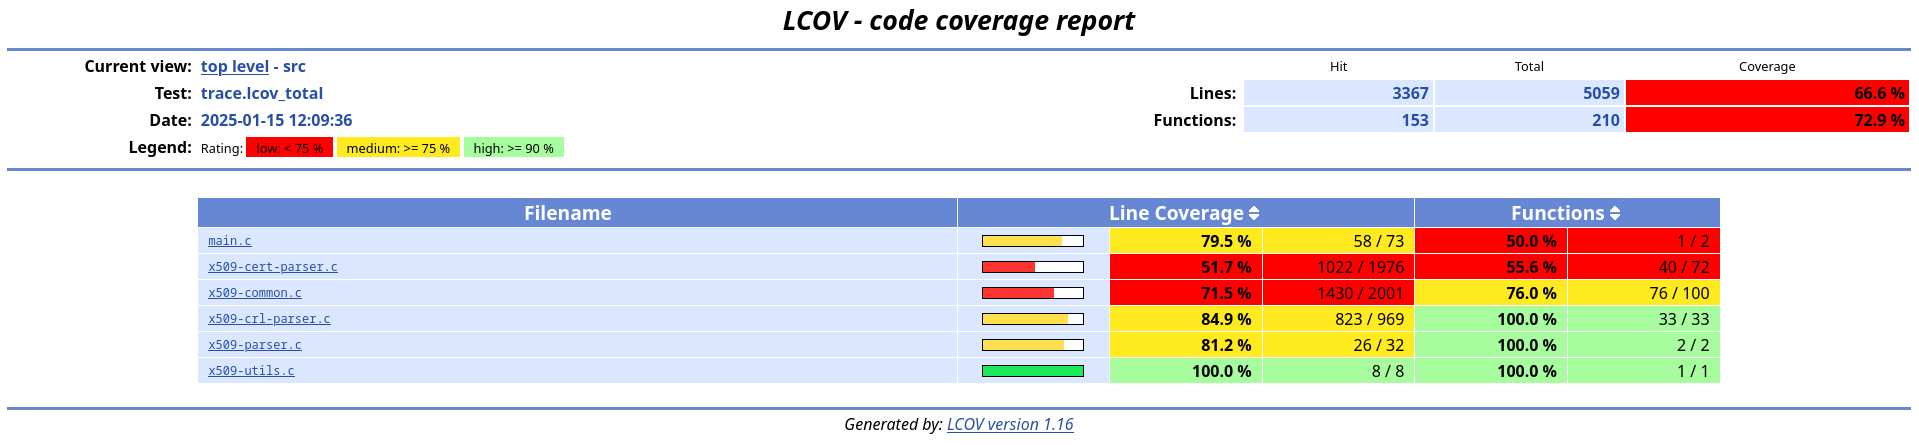 LCOV - code coverage report
Current view: top level - src Hit Total Coverage
Test: trace.lcov_total Lines: 3367 5059 66.6 %
Date: 2025-01-15 12:09:36 Functions: 153 210 72.9 %
Legend: Rating: low: < 75 % medium: >= 75 % high: >= 90 %
Filename Line Coverage Functions
main.c 79.5 % 58 / 73 50.0 % 1 / 2
x509-cert-parser.c 51.7 % 1022 / 1976 55.6 % 40 / 72
x509-common.c 71.5 % 1430 / 2001 76.0 % 76 / 100
x509-crl-parser.c 84.9 % 823 / 969 100.0 % 33 / 33
x509-parser.c 81.2 % 26 / 32 100.0 % 2 / 2
x509-utils.c 100.0 % 8 / 8 100.0 % 1 / 1
Generated by: LCOV version 1.16